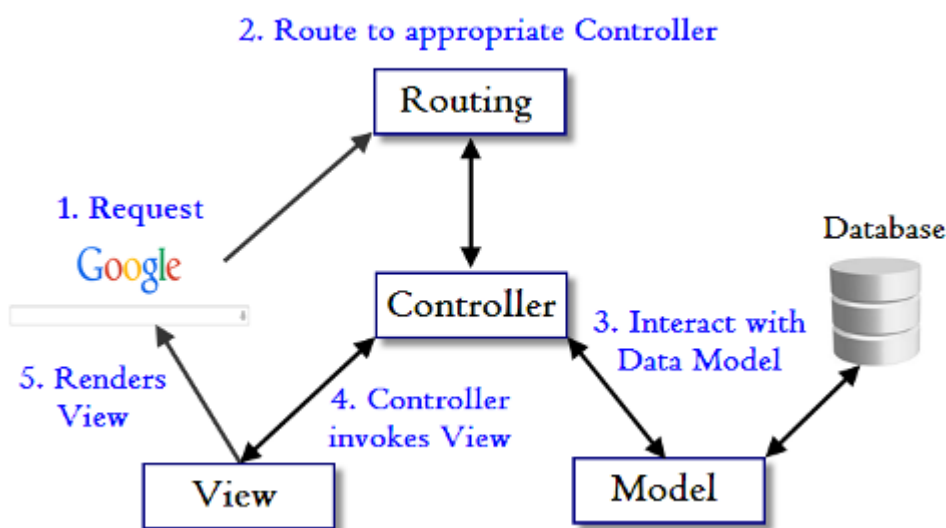 2. Route to appropriate Controller
Routing
1. Request
Google
Database
Controller
3. Interact with
Data Model
5. Renders
View
4. Controller
invokes View
View
Model